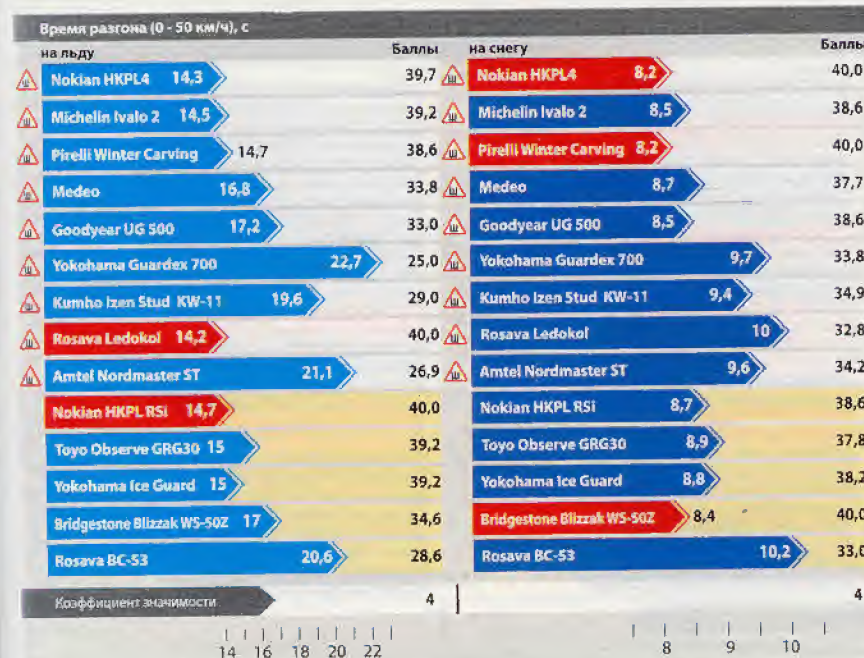 Время разгона (0 - 50 км/ч), с
на льду Баллы
Nokian HKPL4 14,3 39,7
Michelin Ivalo 2 14,5 39,2
Pirelli Winter Carving 14,7 38,6
Medeo 16,8 33,8
Goodyear UG 500 17,2 33,0
Yokohama Guardex 700 22,7 25,0
Kumho Izen Stud KW-11 19,6 29,0
Rosava Ledokol 14,2 40,0
Amtel Nordmaster ST 21,1 26,9
Nokian HKPL RSi 14,7 40,0
Toyo Observe GRG30 15 39,2
Yokohama Ice Guard 15 39,2
Bridgestone Blizzak WS-50Z 17 34,6
Rosava BC-53 20,6 28,6
Коэффициент значимости 4
14 16 18 20 22
на снегу Баллы
Nokian HKPL4 8,2 40,0
Michelin Ivalo 2 8,5 38,6
Pirelli Winter Carving 8,2 40,0
Medeo 8,7 37,7
Goodyear UG 500 8,5 38,6
Yokohama Guardex 700 9,7 33,8
Kumho Izen Stud KW-11 9,4 34,9
Rosava Ledokol 10 32,8
Amtel Nordmaster ST 9,6 34,2
Nokian HKPL RSi 8,7 38,6
Toyo Observe GRG30 8,9 37,8
Yokohama Ice Guard 8,8 38,2
Bridgestone Blizzak WS-50Z 8,4 40,0
Rosava BC-53 10,2 33,0
4
8 9 10